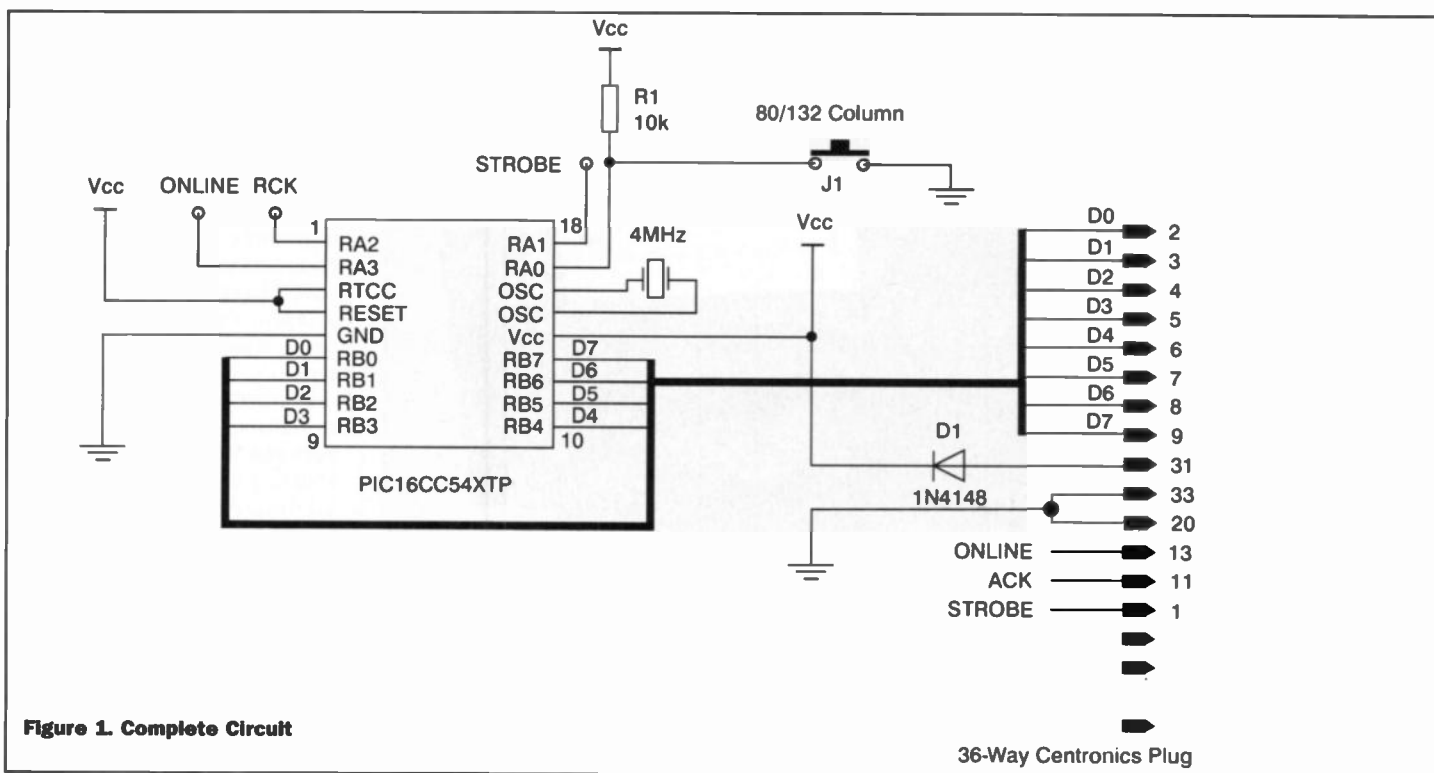 Vcc
R1
10k
80/132 Column
STROBE
J1
Vcc
ONLINE RCK
1
18
RA2
RA3
RTCC
RESET
GND
RB0
RB1
RB2
RB3
9
D0
D1
D2
D3
RA1
RA0
OSC
OSC
Vcc
RB7
RB6
RB5
RB4
10
D7
D6
D5
D4
4MHz
Vcc
PIC16CC54XTP
D1
1N4148
D0 2
D1 3
D2 4
D3 5
D4 6
D5 7
D6 8
D7 9
31
33
20
ONLINE 13
ACK 11
STROBE 1
36-Way Centronics Plug
Figure 1. Complete Circuit